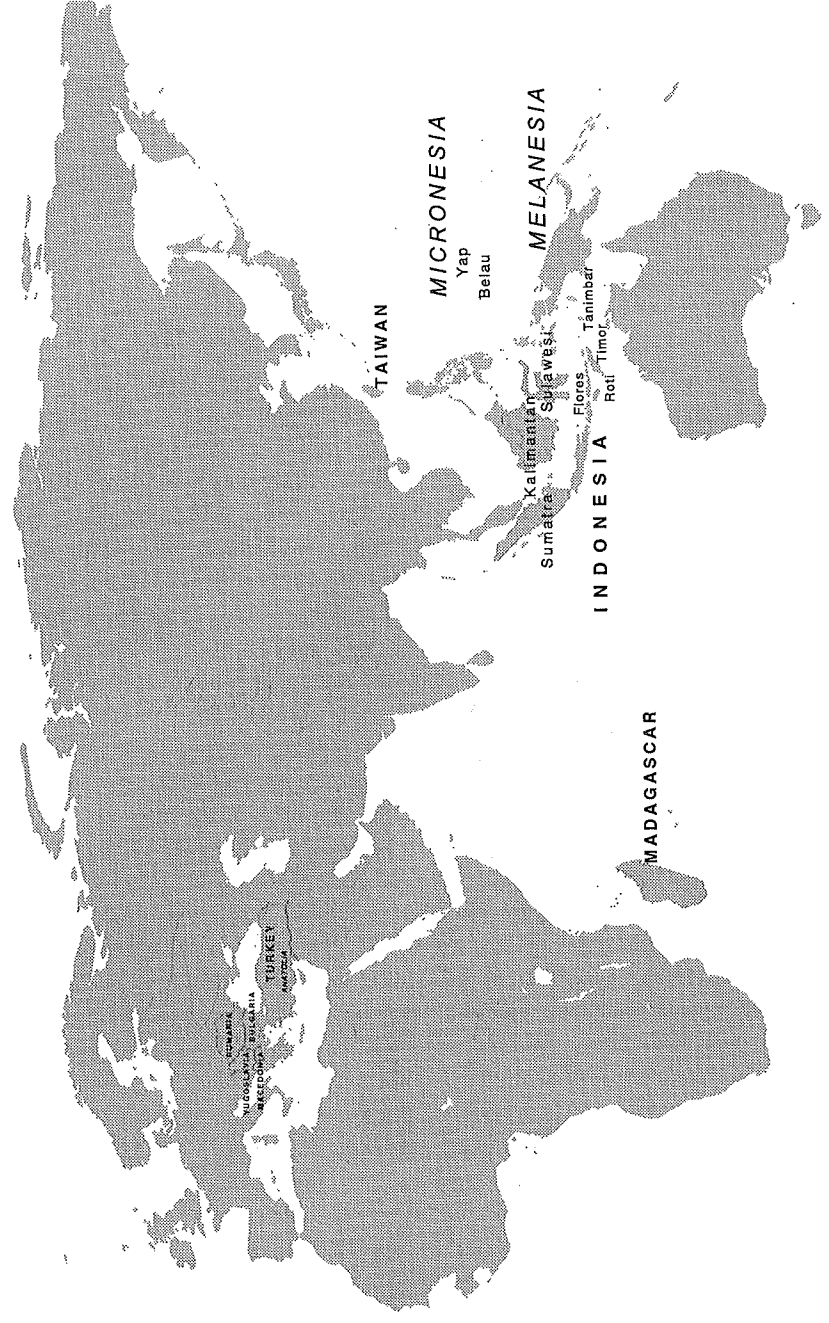 RUMANIA
YUGOSLAVIA
BULGARIA
MACEDONIA
TURKEY
ANATOLIA
TAIWAN
MICRONESIA
Yap
Belau
MELANESIA
Kalimantan
Sumatra
Sulawesi
Flores
Tanimbar
Timor
Roti
INDONESIA
MADAGASCAR